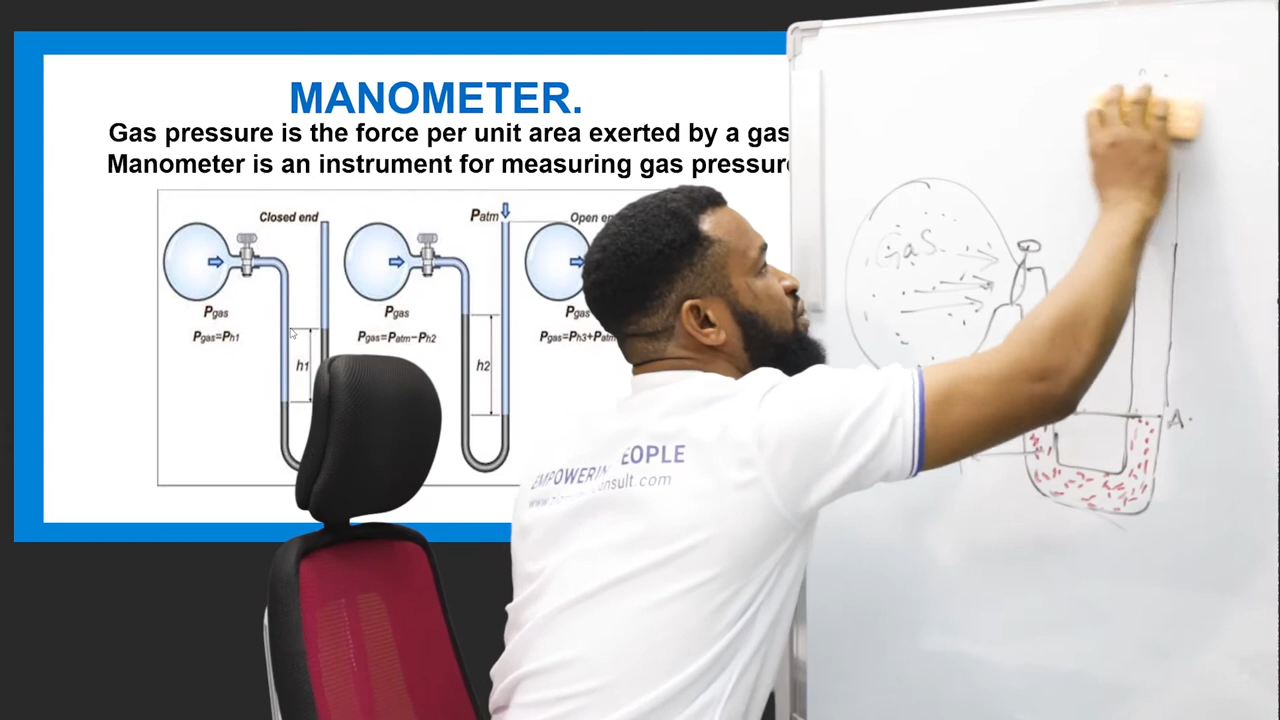 MANOMETER.
Gas pressure is the force per unit area exerted by a gas
Manometer is an instrument for measuring gas pressure
Closed end
Patm
Open
Pgas
Pgas
Pgas
Pgas=Ph1
Pgas=Patm-Ph2
Pgas=Ph3+Patm
h1
h2
GaS.
A.
EOPLE